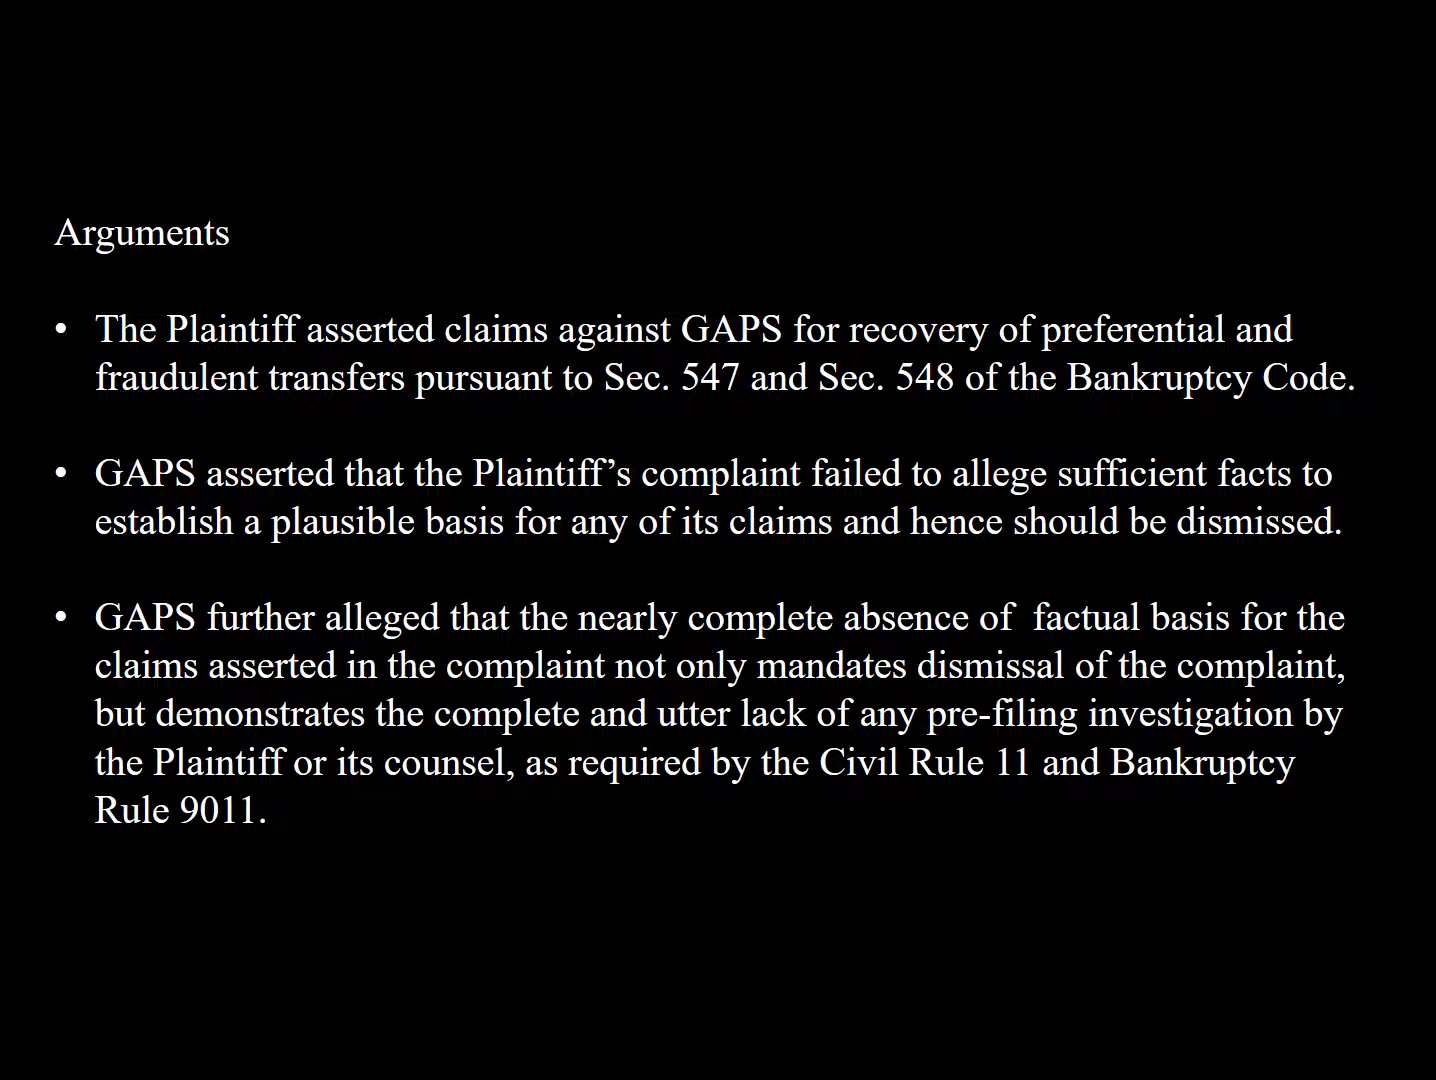 Arguments
• The Plaintiff asserted claims against GAPS for recovery of preferential and
fraudulent transfers pursuant to Sec. 547 and Sec. 548 of the Bankruptcy Code.
• GAPS asserted that the Plaintiff’s complaint failed to allege sufficient facts to
establish a plausible basis for any of its claims and hence should be dismissed.
• GAPS further alleged that the nearly complete absence of  factual basis for the
claims asserted in the complaint not only mandates dismissal of the complaint,
but demonstrates the complete and utter lack of any pre-filing investigation by
the Plaintiff or its counsel, as required by the Civil Rule 11 and Bankruptcy
Rule 9011.